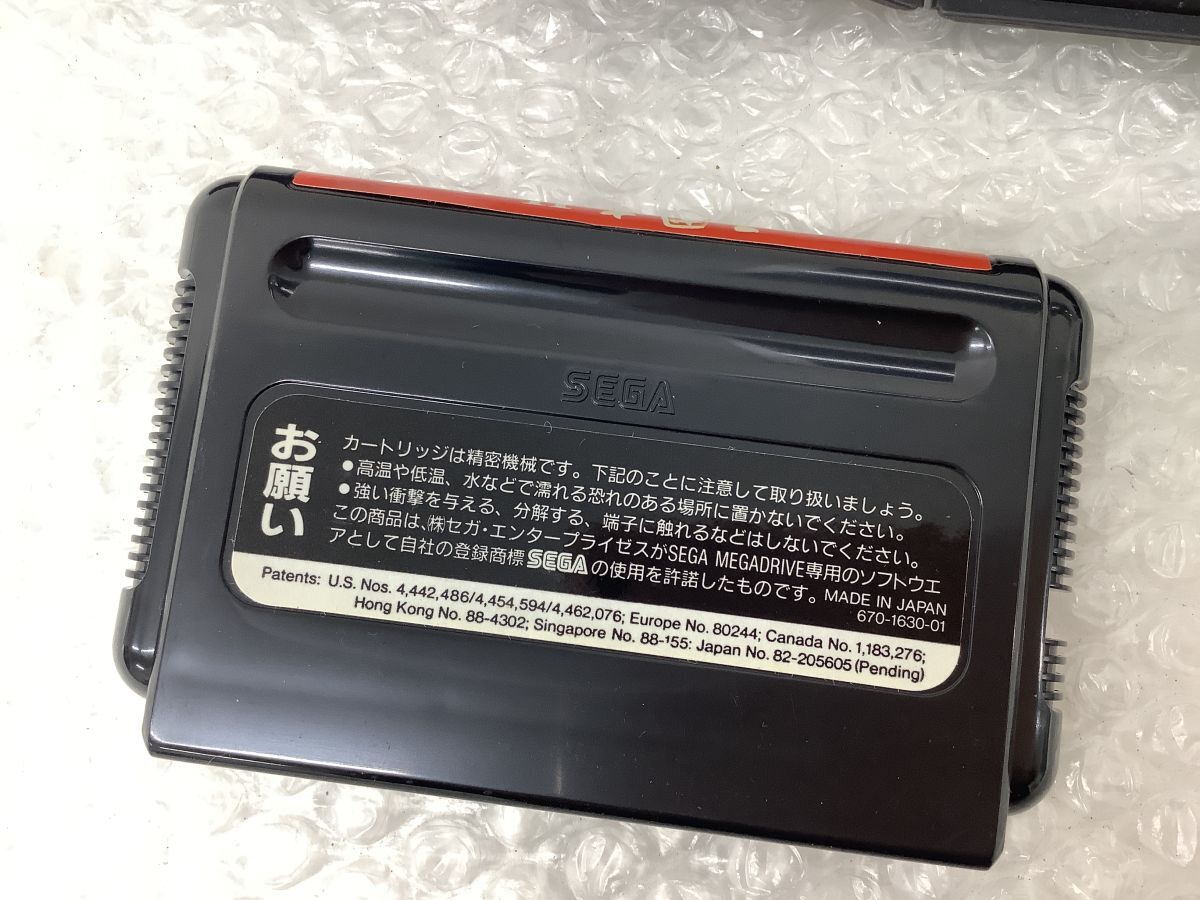 SEGA
お願い
カートリッジは精密機械です。下記のことに注意して取り扱いましょう。
●高温や低温、水などで濡れる恐れのある場所に置かないでください。
●強い衝撃を与える、分解する、端子に触れるなどはしないでください。
この商品は、㈱セガ・エンタープライゼスがSEGA MEGADRIVE専用のソフトウエ
アとして自社の登録商標SEGAの使用を許諾したものです。 MADE IN JAPAN
670-1630-01
Patents: U.S. Nos. 4,442,486/4,454,594/4,462,076; Europe No. 80244; Canada No. 1,183,276;
Hong Kong No. 88-4302; Singapore No. 88-155: Japan No. 82-205605 (Pending)